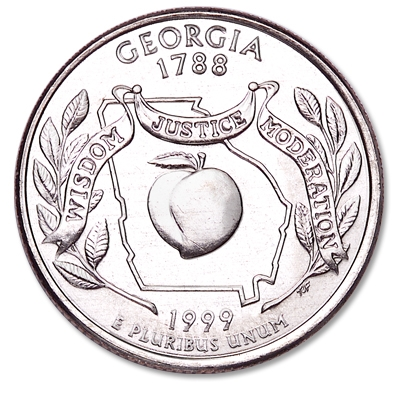 GEORGIA
1788
WISDOM
JUSTICE
MODERATION
1999
E PLURIBUS UNUM